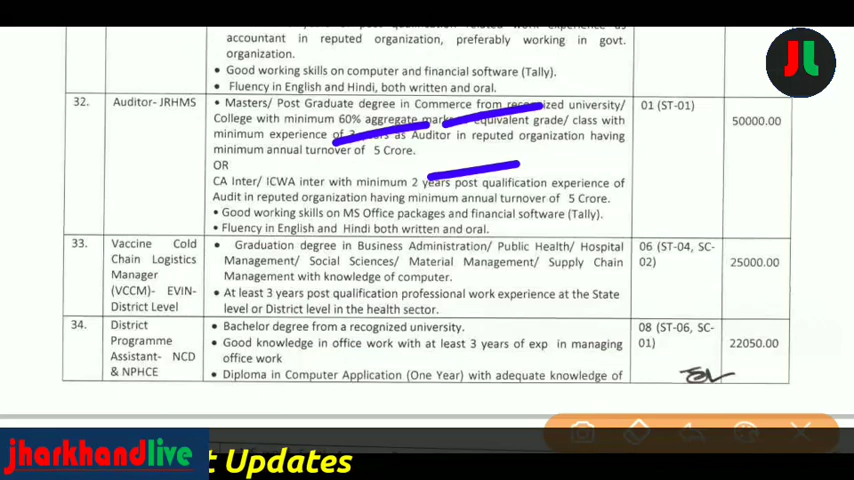 accountant in reputed organization, preferably working in govt.
organization.
• Good working skills on computer and financial software (Tally).
• Fluency in English and Hindi, both written and oral.
32.
Auditor- JRHMS
• Masters/ Post Graduate degree in Commerce from recognized university/
College with minimum 60% aggregate marks equivalent grade/ class with
minimum experience of as Auditor in reputed organization having
minimum annual turnover of 5 Crore.
OR
CA Inter/ ICWA inter with minimum 2 years post qualification experience of
Audit in reputed organization having minimum annual turnover of 5 Crore.
• Good working skills on MS Office packages and financial software (Tally).
• Fluency in English and Hindi both written and oral.
01 (ST-01)
50000.00
33.
Vaccine Cold
Chain Logistics
Manager
(VCCM)- EVIN-
District Level
• Graduation degree in Business Administration/ Public Health/ Hospital
Management/ Social Sciences/ Material Management/ Supply Chain
Management with knowledge of computer.
• At least 3 years post qualification professional work experience at the State
level or District level in the health sector.
06 (ST-04, SC-
02)
25000.00
34.
District
Programme
Assistant- NCD
& NPHCE
• Bachelor degree from a recognized university.
• Good knowledge in office work with at least 3 years of exp in managing
office work
• Diploma in Computer Application (One Year) with adequate knowledge of
08 (ST-06, SC-
01)
22050.00
JL
jharkhandlive
t Updates